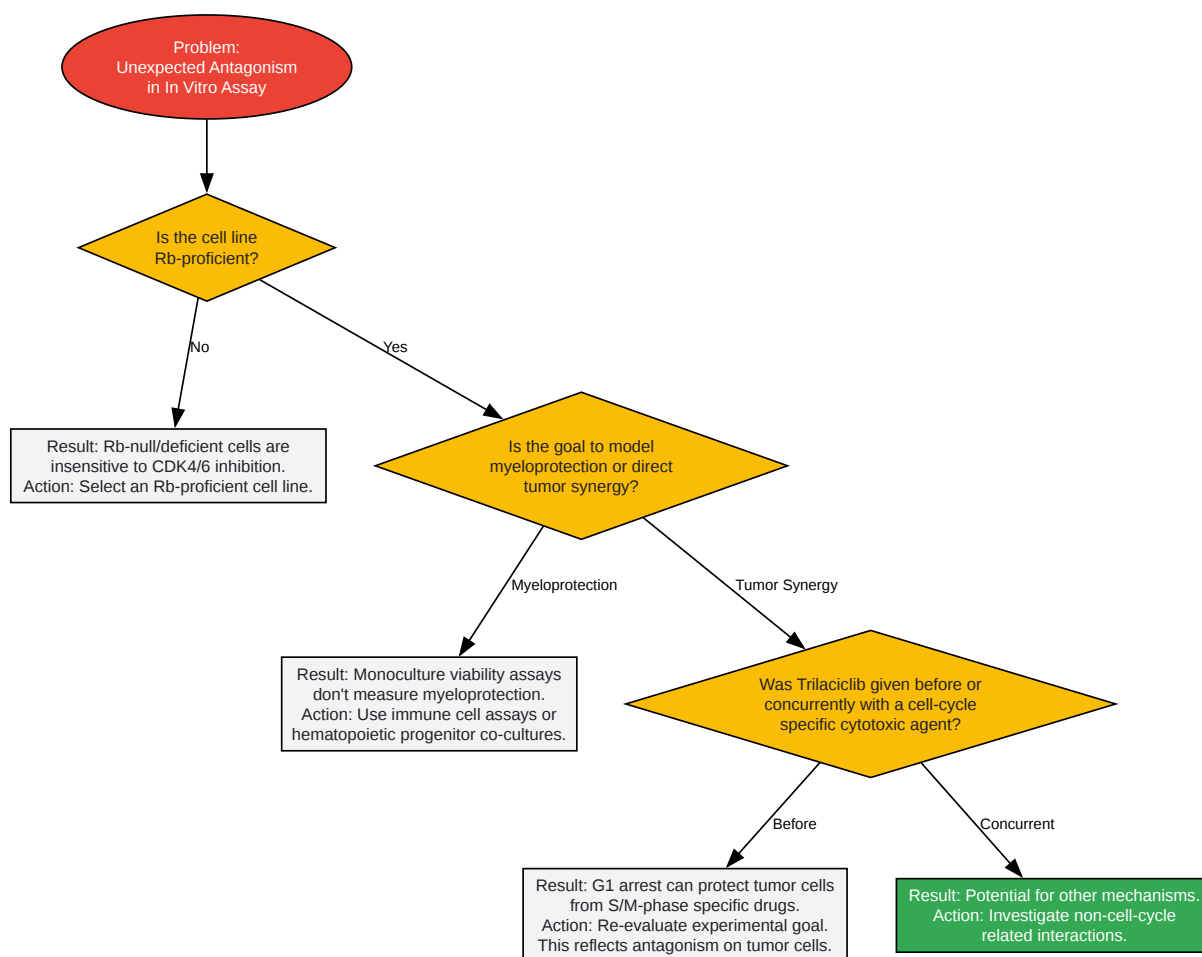 Problem:
Unexpected Antagonism
in In Vitro Assay
Is the cell line
Rb-proficient?
No
Yes
Result: Rb-null/deficient cells are
insensitive to CDK4/6 inhibition.
Action: Select an Rb-proficient cell line.
Is the goal to model
myeloprotection or direct
tumor synergy?
Myeloprotection
Tumor Synergy
Result: Monoculture viability assays
don't measure myeloprotection.
Action: Use immune cell assays or
hematopoietic progenitor co-cultures.
Was Trilaciclib given before or
concurrently with a cell-cycle
specific cytotoxic agent?
Before
Concurrent
Result: G1 arrest can protect tumor cells
from S/M-phase specific drugs.
Action: Re-evaluate experimental goal.
This reflects antagonism on tumor cells.
Result: Potential for other mechanisms.
Action: Investigate non-cell-cycle
related interactions.